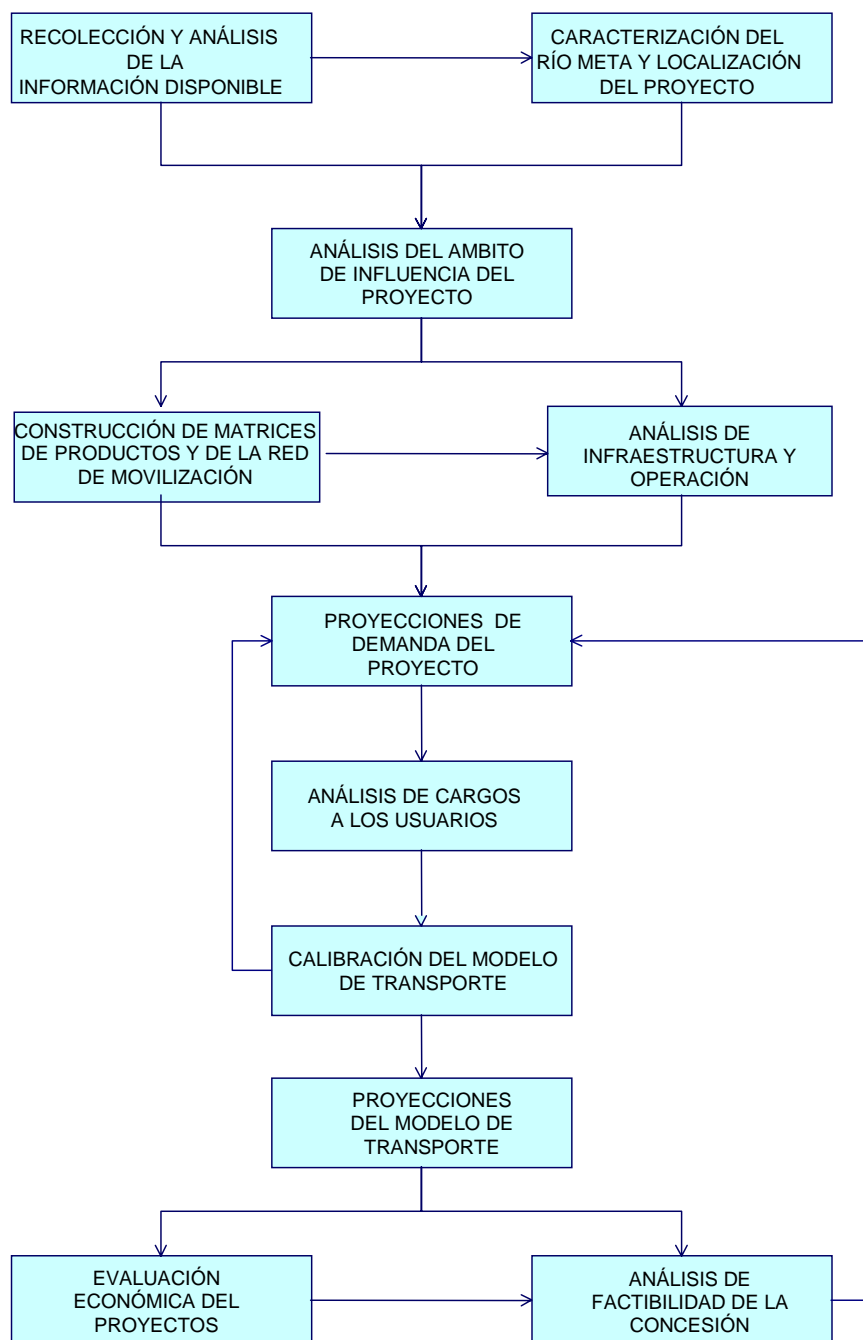 RECOLECCIÓN Y ANÁLISIS
DE LA
INFORMACIÓN DISPONIBLE
CARACTERIZACIÓN DEL
RÍO META Y LOCALIZACIÓN
DEL PROYECTO
ANÁLISIS DEL AMBITO
DE INFLUENCIA DEL
PROYECTO
CONSTRUCCIÓN DE MATRICES
DE PRODUCTOS Y DE LA RED
DE MOVILIZACIÓN
ANÁLISIS DE
INFRAESTRUCTURA Y
OPERACIÓN
PROYECCIONES DE
DEMANDA DEL
PROYECTO
ANÁLISIS DE CARGOS
A LOS USUARIOS
CALIBRACIÓN DEL MODELO
DE TRANSPORTE
PROYECCIONES
DEL MODELO DE
TRANSPORTE
EVALUACIÓN
ECONÓMICA DEL
PROYECTOS
ANÁLISIS DE
FACTIBILIDAD DE LA
CONCESIÓN